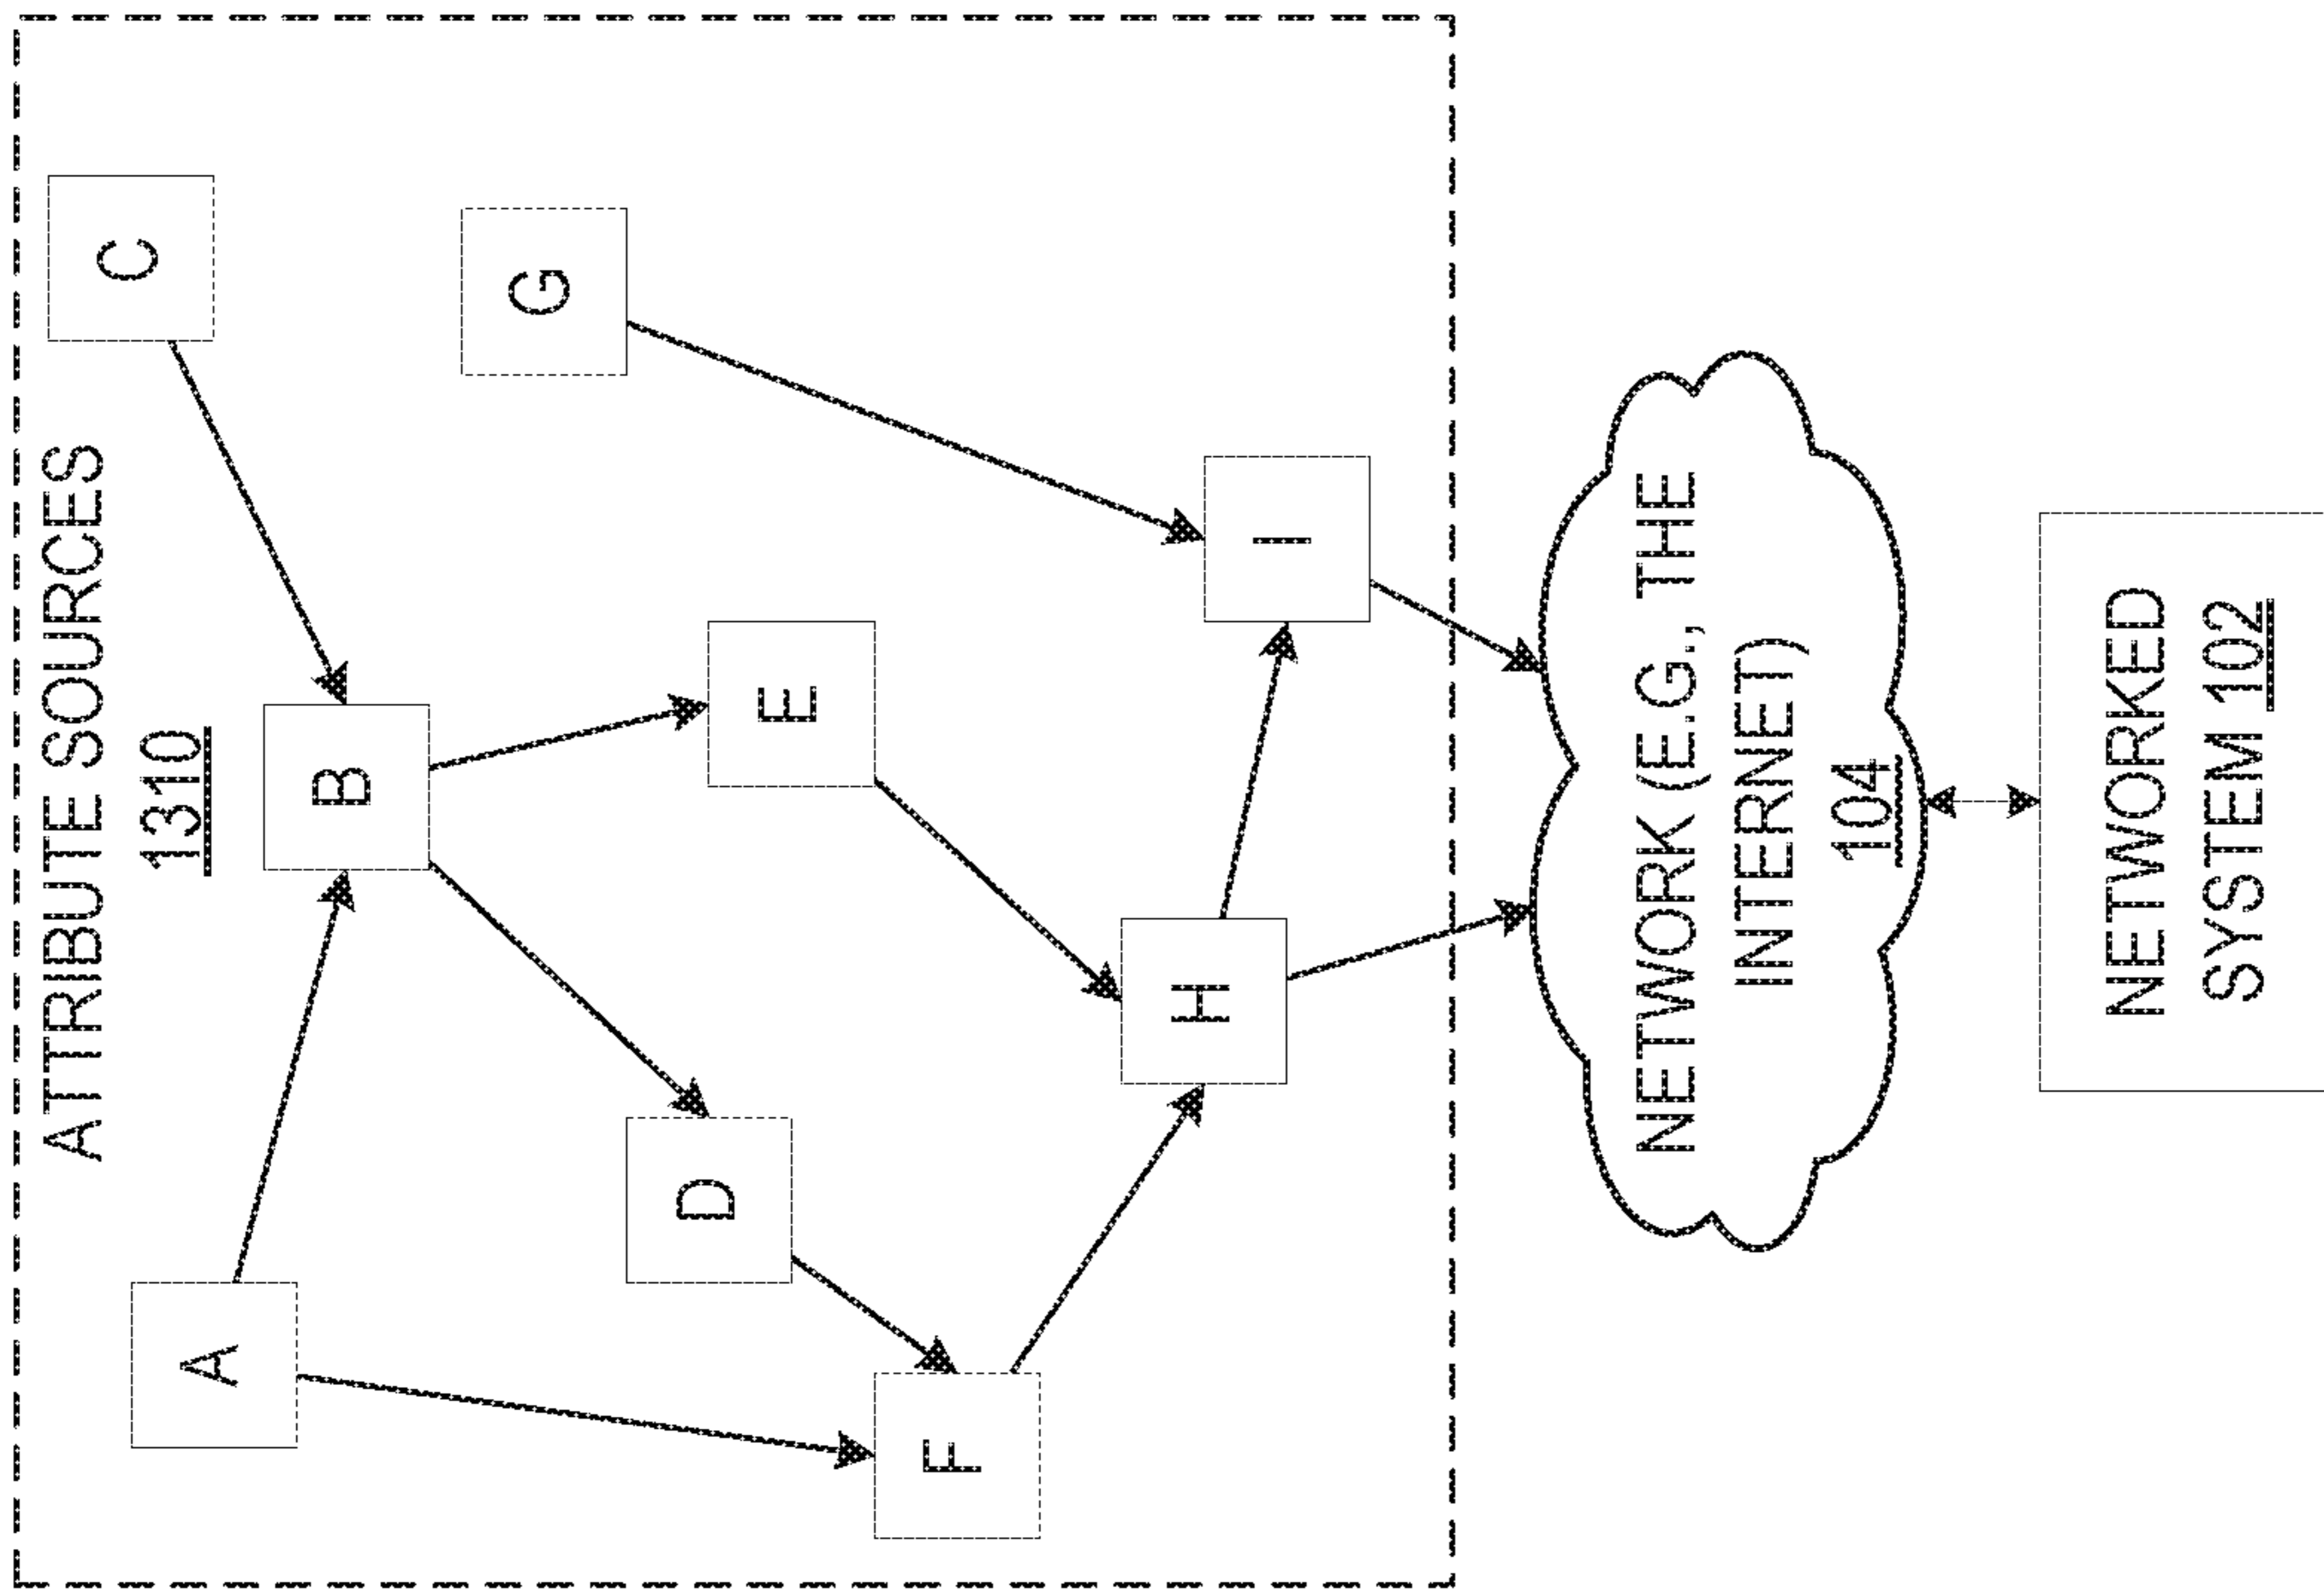 ATTRIBUTE SOURCES
1310
A
B
C
D
E
F
G
H
I
NETWORK (E.G., THE
INTERNET)
104
NETWORKED
SYSTEM 102